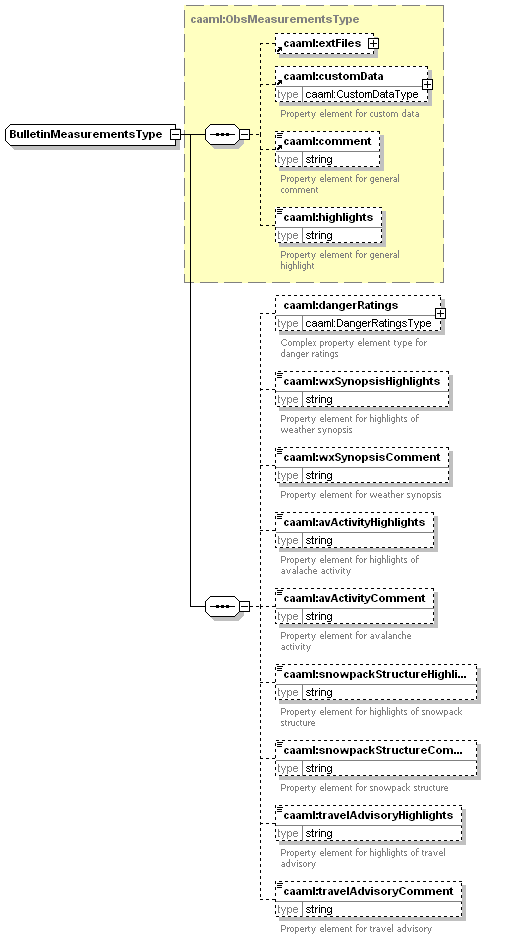 caaml:ObsMeasurementsType
caaml:extFiles
caaml:customData
type caaml:CustomDataType
Property element for custom data
BulletinMeasurementsType
caaml:comment
type string
Property element for general
comment
caaml:highlights
type string
Property element for general
highlight
caaml:dangerRatings
type caaml:DangerRatingsType
Complex property element type for
danger ratings
caaml:wxSynopsisHighlights
type string
Property element for highlights of
weather synopsis
caaml:wxSynopsisComment
type string
Property element for weather synopsis
caaml:avActivityHighlights
type string
Property element for highlights of
avalache activity
caaml:avActivityComment
type string
Property element for avalanche
activity
caaml:snowpackStructureHighli...
type string
Property element for highlights of snowpack
structure
caaml:snowpackStructureCom...
type string
Property element for snowpack structure
caaml:travelAdvisoryHighlights
type string
Property element for highlights of travel
advisory
caaml:travelAdvisoryComment
type string
Property element for travel advisory